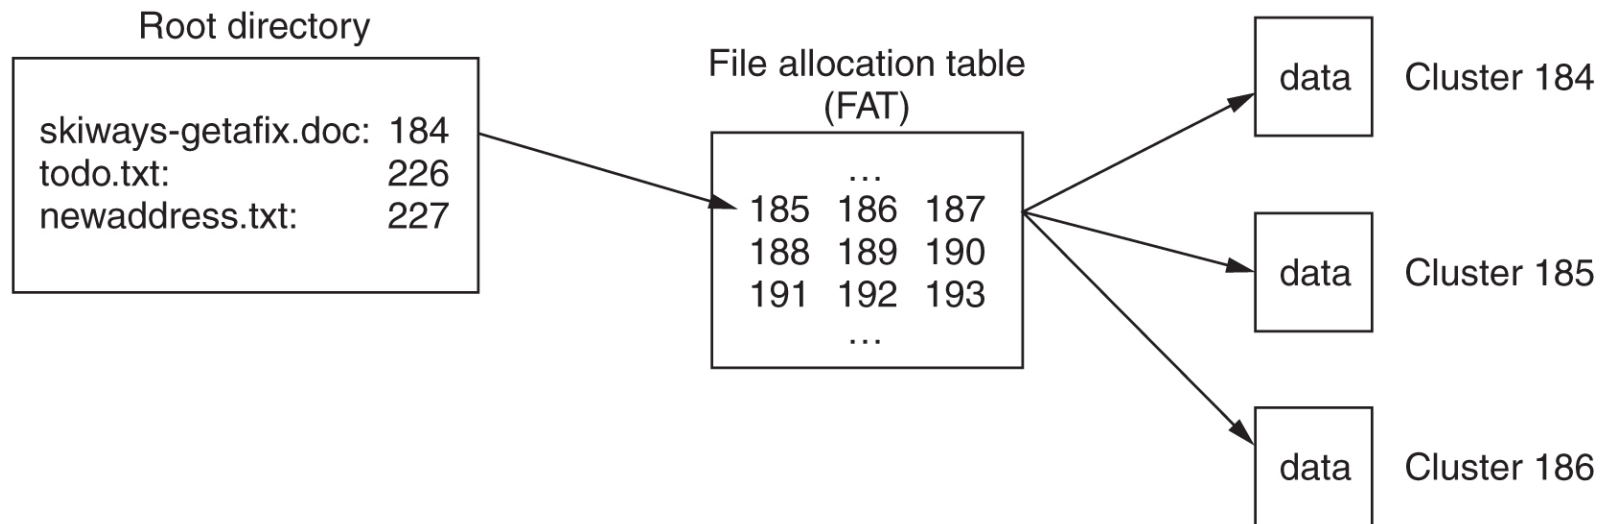 Root directory
skiways-getafix.doc: 184
todo.txt: 226
newaddress.txt: 227
File allocation table
(FAT)
...
185 186 187
188 189 190
191 192 193
...
data Cluster 184
data Cluster 185
data Cluster 186